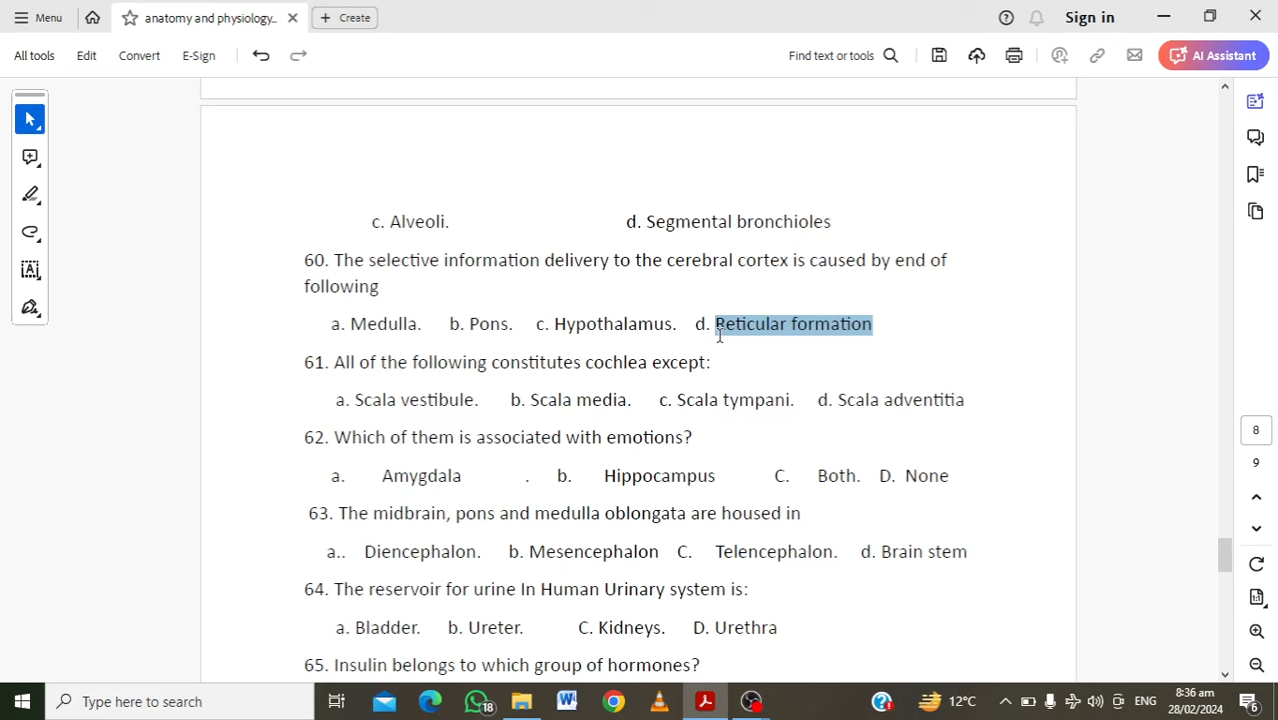 Menu
anatomy and physiology...
Create
Sign in
All tools
Edit
Convert
E-Sign
Find text or tools
AI Assistant
c. Alveoli. d. Segmental bronchioles
60. The selective information delivery to the cerebral cortex is caused by end of
following
a. Medulla. b. Pons. c. Hypothalamus. d. Reticular formation
61. All of the following constitutes cochlea except:
a. Scala vestibule. b. Scala media. c. Scala tympani. d. Scala adventitia
62. Which of them is associated with emotions?
a. Amygdala . b. Hippocampus C. Both. D. None
63. The midbrain, pons and medulla oblongata are housed in
a.. Diencephalon. b. Mesencephalon C. Telencephalon. d. Brain stem
64. The reservoir for urine In Human Urinary system is:
a. Bladder. b. Ureter. C. Kidneys. D. Urethra
65. Insulin belongs to which group of hormones?
8
9
1:1
Type here to search
18
12°C
ENG
8:36 am
28/02/2024
6